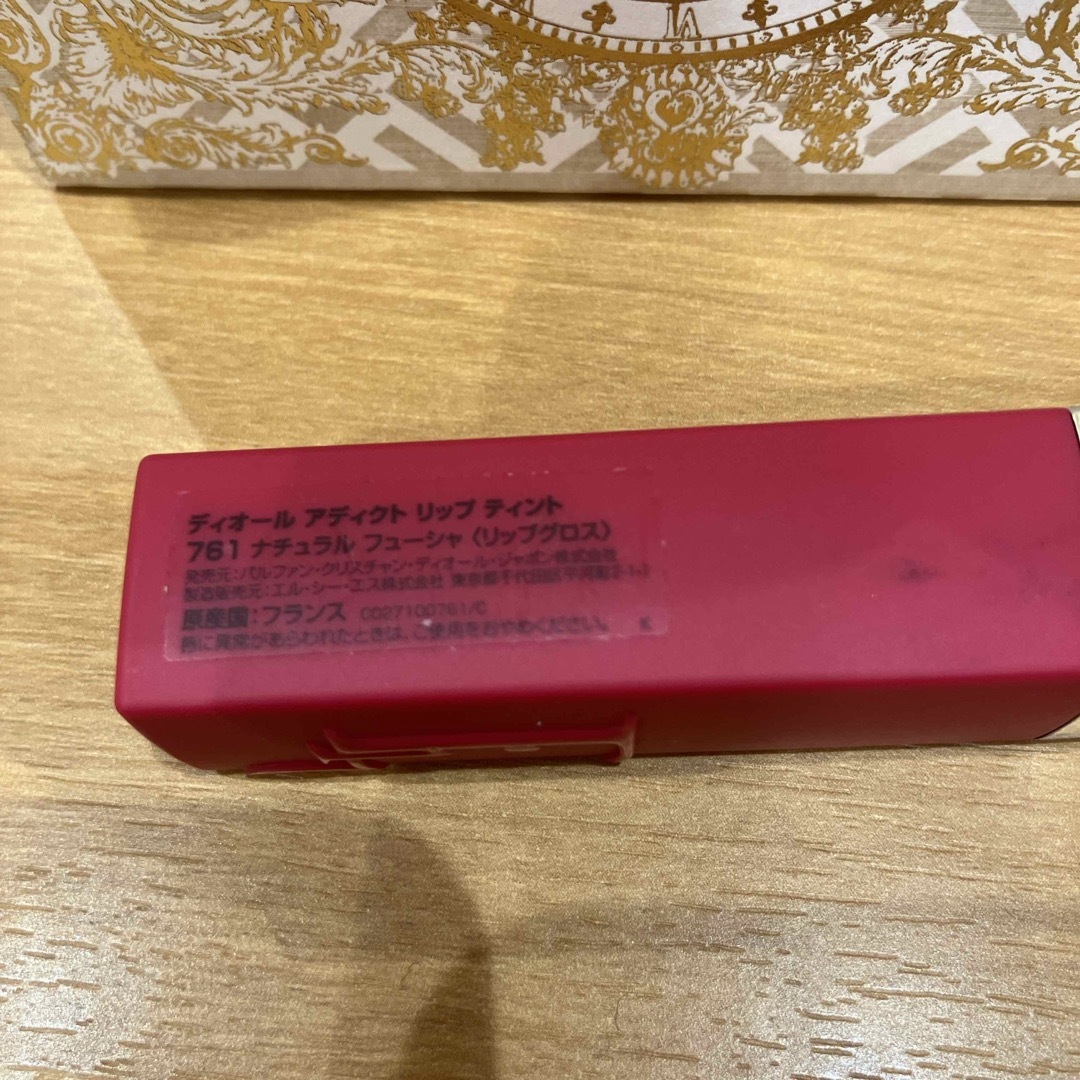 ディオール アディクト リップ ティント
761 ナチュラル フューシャ〈リップグロス〉
発売元：パルファン・クリスチャン・ディオール・ジャポン株式会社
製造販売元：エル・シー・エス株式会社 東京都千代田区平河町2-1-1
原産国：フランス 0027100761/C
唇に異常があらわれたときは、ご使用をおやめください。 K